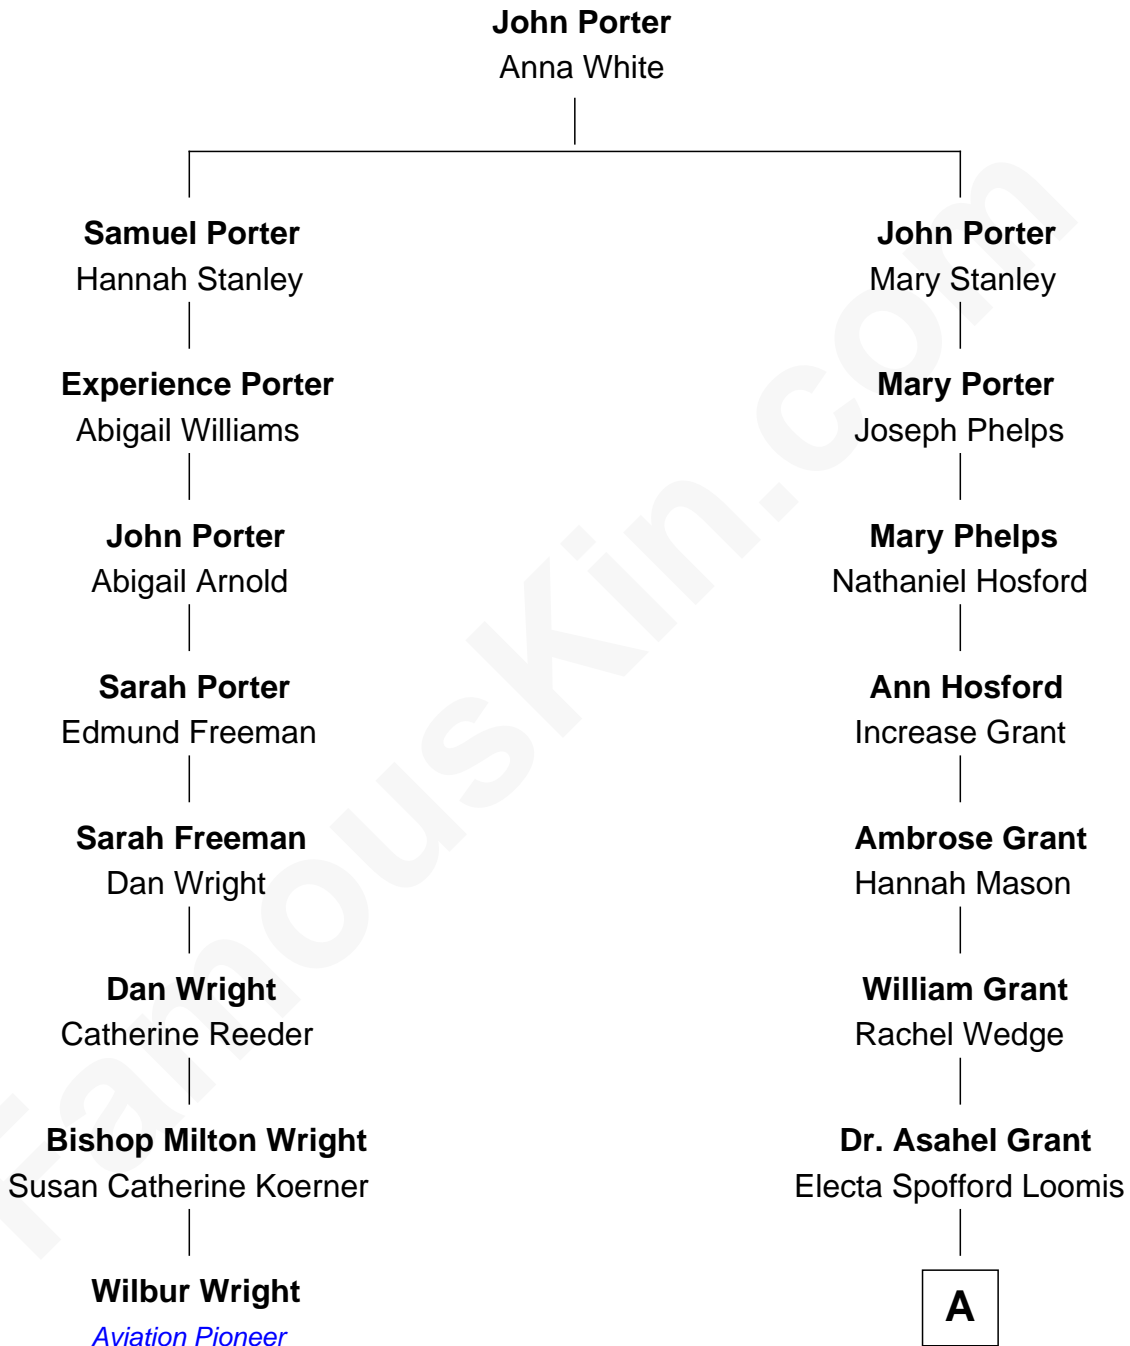 John Porter
Anna White
Samuel Porter
Hannah Stanley
John Porter
Mary Stanley
Experience Porter
Abigail Williams
Mary Porter
Joseph Phelps
John Porter
Abigail Arnold
Mary Phelps
Nathaniel Hosford
Sarah Porter
Edmund Freeman
Ann Hosford
Increase Grant
Sarah Freeman
Dan Wright
Ambrose Grant
Hannah Mason
Dan Wright
Catherine Reeder
William Grant
Rachel Wedge
Bishop Milton Wright
Susan Catherine Koerner
Dr. Asahel Grant
Electa Spofford Loomis
Wilbur Wright
Aviation Pioneer
A
FamousKin.com